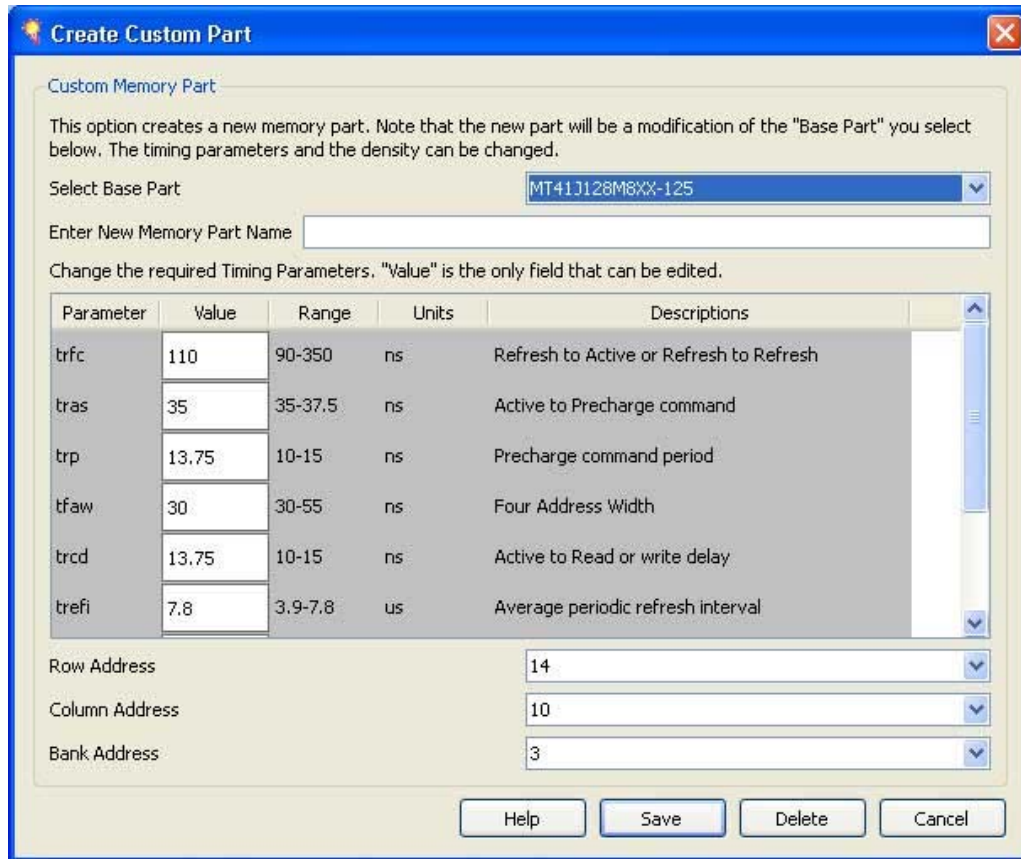 Create Custom Part
Custom Memory Part
This option creates a new memory part. Note that the new part will be a modification of the "Base Part" you select
below. The timing parameters and the density can be changed.
Select Base Part MT41J128M8XX-125
Enter New Memory Part Name
Change the required Timing Parameters. "Value" is the only field that can be edited.
Parameter Value Range Units Descriptions
trfc 110 90-350 ns Refresh to Active or Refresh to Refresh
tras 35 35-37.5 ns Active to Precharge command
trp 13.75 10-15 ns Precharge command period
tfaw 30 30-55 ns Four Address Width
trcd 13.75 10-15 ns Active to Read or write delay
trefi 7.8 3.9-7.8 us Average periodic refresh interval
Row Address 14
Column Address 10
Bank Address 3
Help Save Delete Cancel